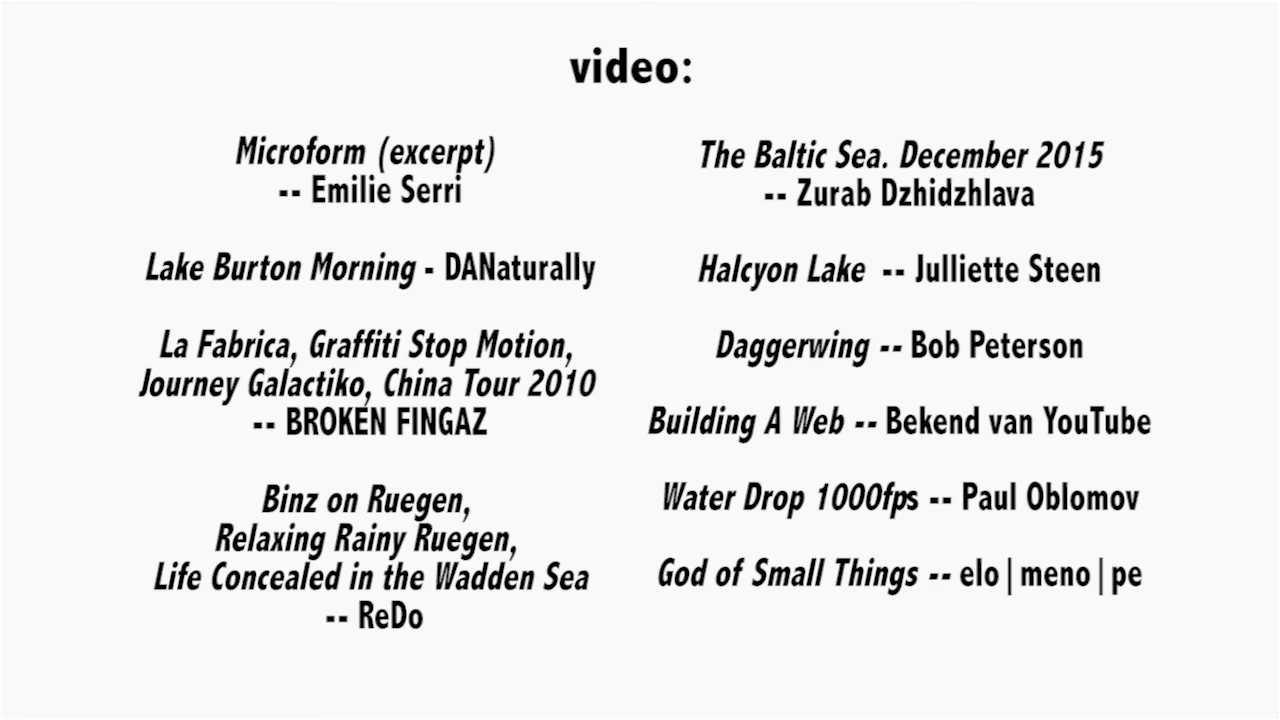 video:
Microform (excerpt)
-- Emilie Serri
Lake Burton Morning - DANaturally
La Fabrica, Graffiti Stop Motion,
Journey Galactiko, China Tour 2010
-- BROKEN FINGAZ
Binz on Ruegen,
Relaxing Rainy Ruegen,
Life Concealed in the Wadden Sea
-- ReDo
The Baltic Sea. December 2015
-- Zurab Dzhidzhlava
Halcyon Lake -- Julliette Steen
Daggerwing -- Bob Peterson
Building A Web -- Bekend van YouTube
Water Drop 1000fps -- Paul Oblomov
God of Small Things -- elo|meno|pe